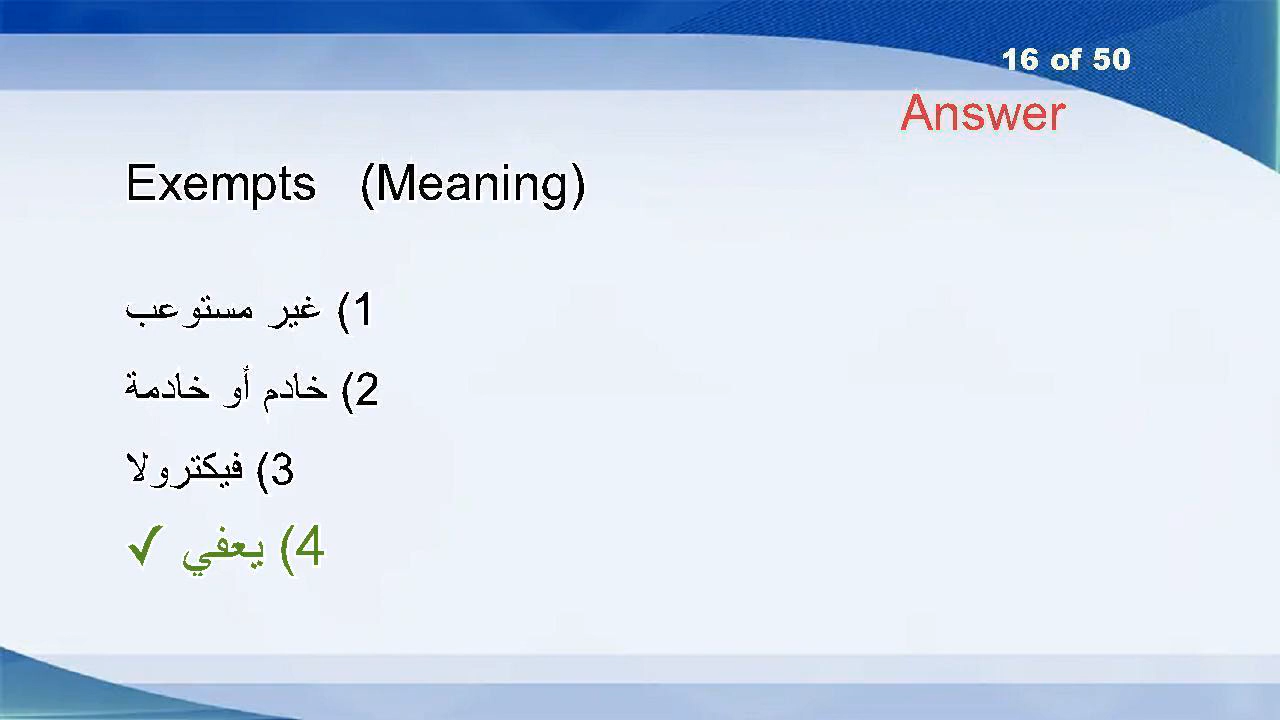 16 of 50
Answer
Exempts (Meaning)
1) غير مستوعب
2) خادم أو خادمة
3) فيكترولا
4) يعفي ✓